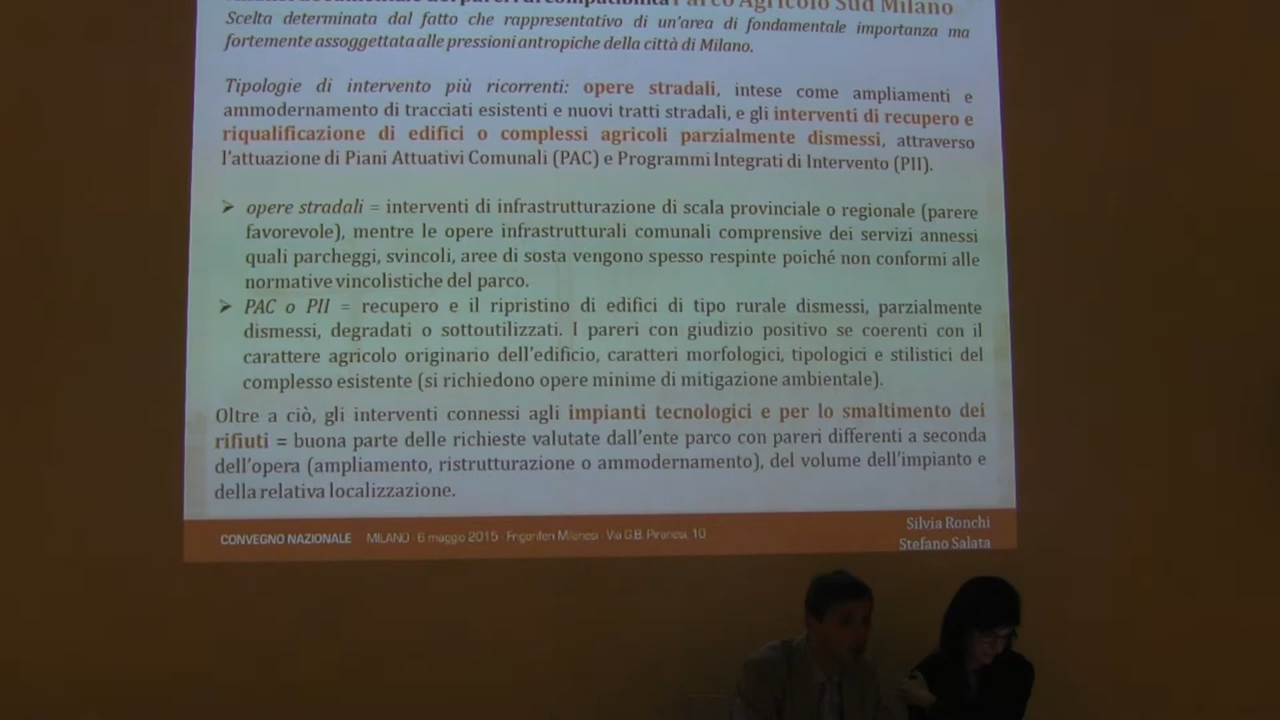 Parco Agricolo Sud Milano
Scelta determinata dal fatto che rappresentativo di un'area di fondamentale importanza ma
fortemente assoggettata alle pressioni antropiche della città di Milano.
Tipologie di intervento più ricorrenti: opere stradali, intese come ampliamenti e
ammodernamento di tracciati esistenti e nuovi tratti stradali, e gli interventi di recupero e
riqualificazione di edifici o complessi agricoli parzialmente dismessi, attraverso
l'attuazione di Piani Attuativi Comunali (PAC) e Programmi Integrati di Intervento (PII).
➢ opere stradali = interventi di infrastrutturazione di scala provinciale o regionale (parere
favorevole), mentre le opere infrastrutturali comunali comprensive dei servizi annessi
quali parcheggi, svincoli, aree di sosta vengono spesso respinte poiché non conformi alle
normative vincolistiche del parco.
➢ PAC o PII = recupero e il ripristino di edifici di tipo rurale dismessi, parzialmente
dismessi, degradati o sottoutilizzati. I pareri con giudizio positivo se coerenti con il
carattere agricolo originario dell'edificio, caratteri morfologici, tipologici e stilistici del
complesso esistente (si richiedono opere minime di mitigazione ambientale).
Oltre a ciò, gli interventi connessi agli impianti tecnologici e per lo smaltimento dei
rifiuti = buona parte delle richieste valutate dall'ente parco con pareri differenti a seconda
dell'opera (ampliamento, ristrutturazione o ammodernamento), del volume dell'impianto e
della relativa localizzazione.
CONVEGNO NAZIONALE MILANO · 6 maggo 2015 · Frigoriferi Milanesi · Via G.B. Piranesi, 10
Silvia Ronchi
Stefano Salata